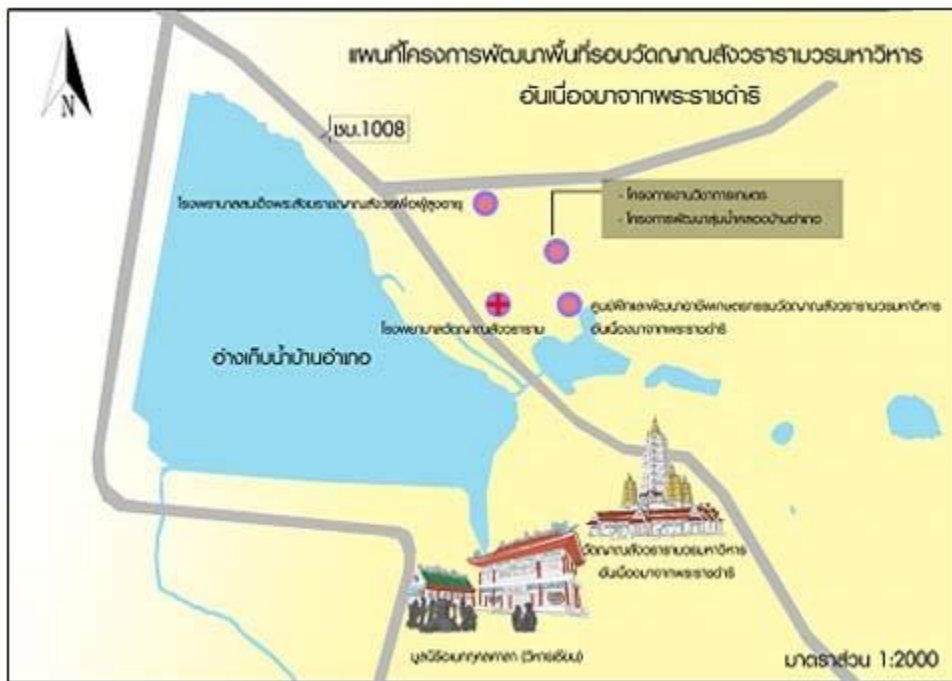 แผนที่โครงการพัฒนาพื้นที่รอบวัดญาณสังวรารามวรมหาวิหาร
อันเนื่องมาจากพระราชดำริ
N
ชบ.1008
โรงพยาบาลสมเด็จพระสังฆราชญาณสังวรเพื่อผู้สูงอายุ
- โครงการงานวิชาการเกษตร
- โครงการพัฒนาลุ่มน้ำคลองบ้านอำเภอ
ศูนย์ฝึกและพัฒนาอาชีพเกษตรกรรมวัดญาณสังวรารามวรมหาวิหาร
อันเนื่องมาจากพระราชดำริ
โรงพยาบาลวัดญาณสังวราราม
อ่างเก็บน้ำบ้านอำเภอ
วัดญาณสังวรารามวรมหาวิหาร
อันเนื่องมาจากพระราชดำริ
มูลนิธิอเนกกุศลศาลา (วิหารเซียน)
มาตราส่วน 1:2000